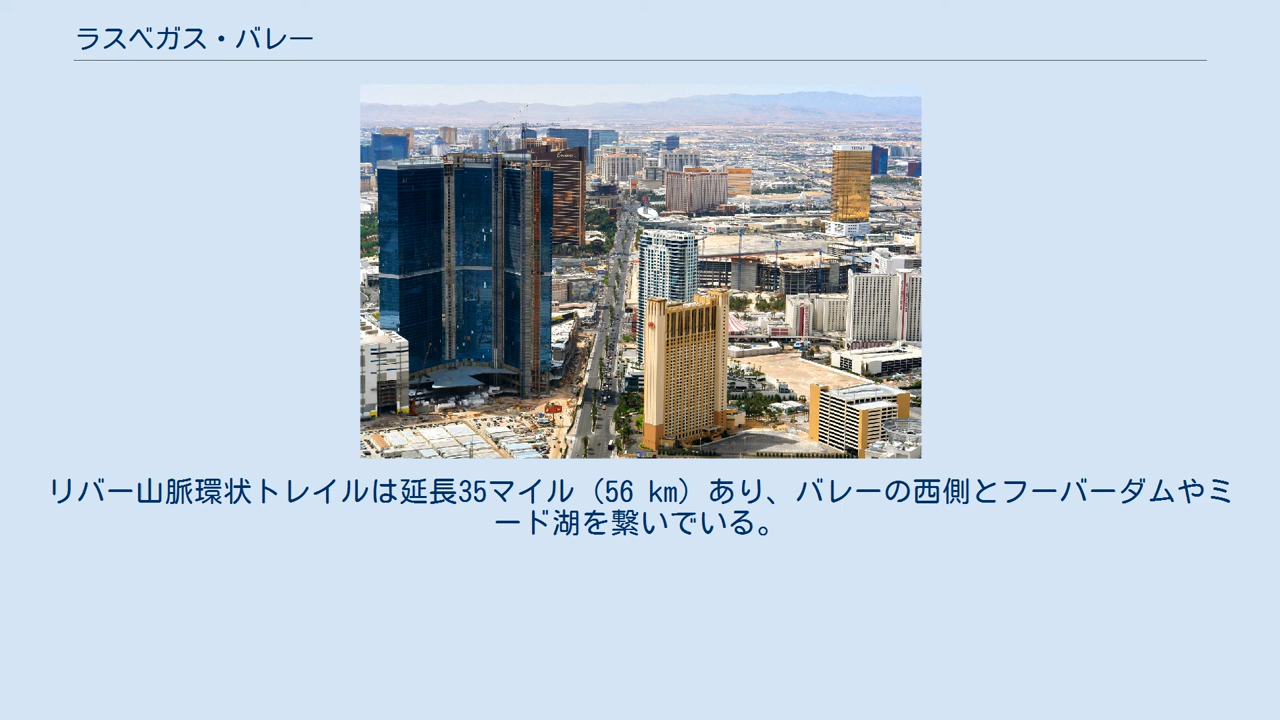 ラスベガス・バレー
リバー山脈環状トレイルは延長35マイル（56 km）あり、バレーの西側とフーバーダムやミ
ード湖を繋いでいる。